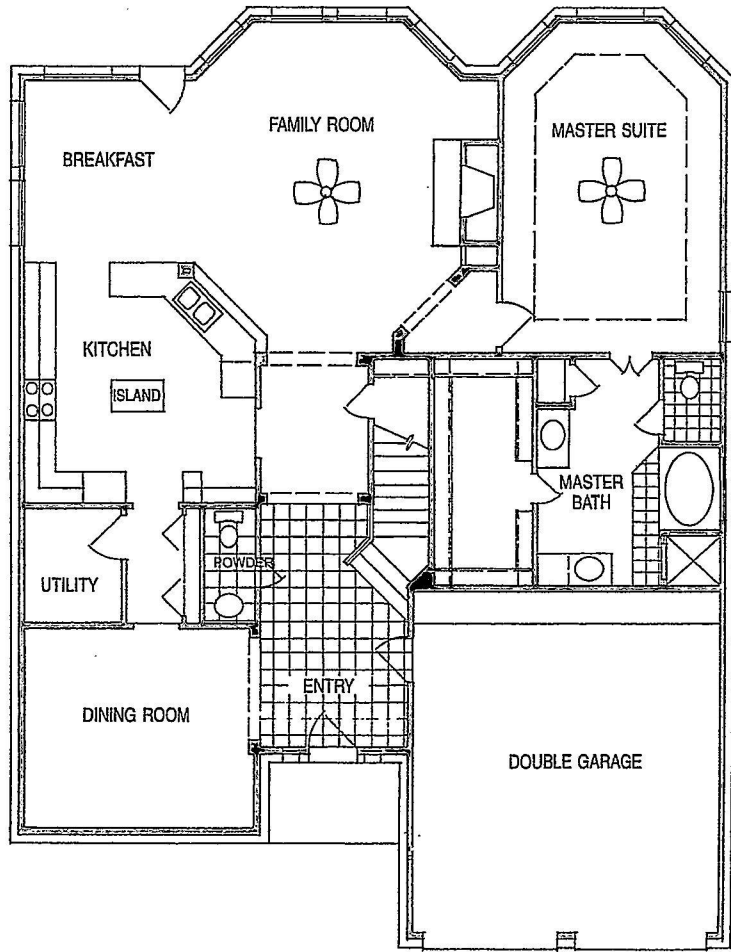 FAMILY ROOM
MASTER SUITE
BREAKFAST
KITCHEN
ISLAND
MASTER
BATH
POWDER
UTILITY
ENTRY
DINING ROOM
DOUBLE GARAGE